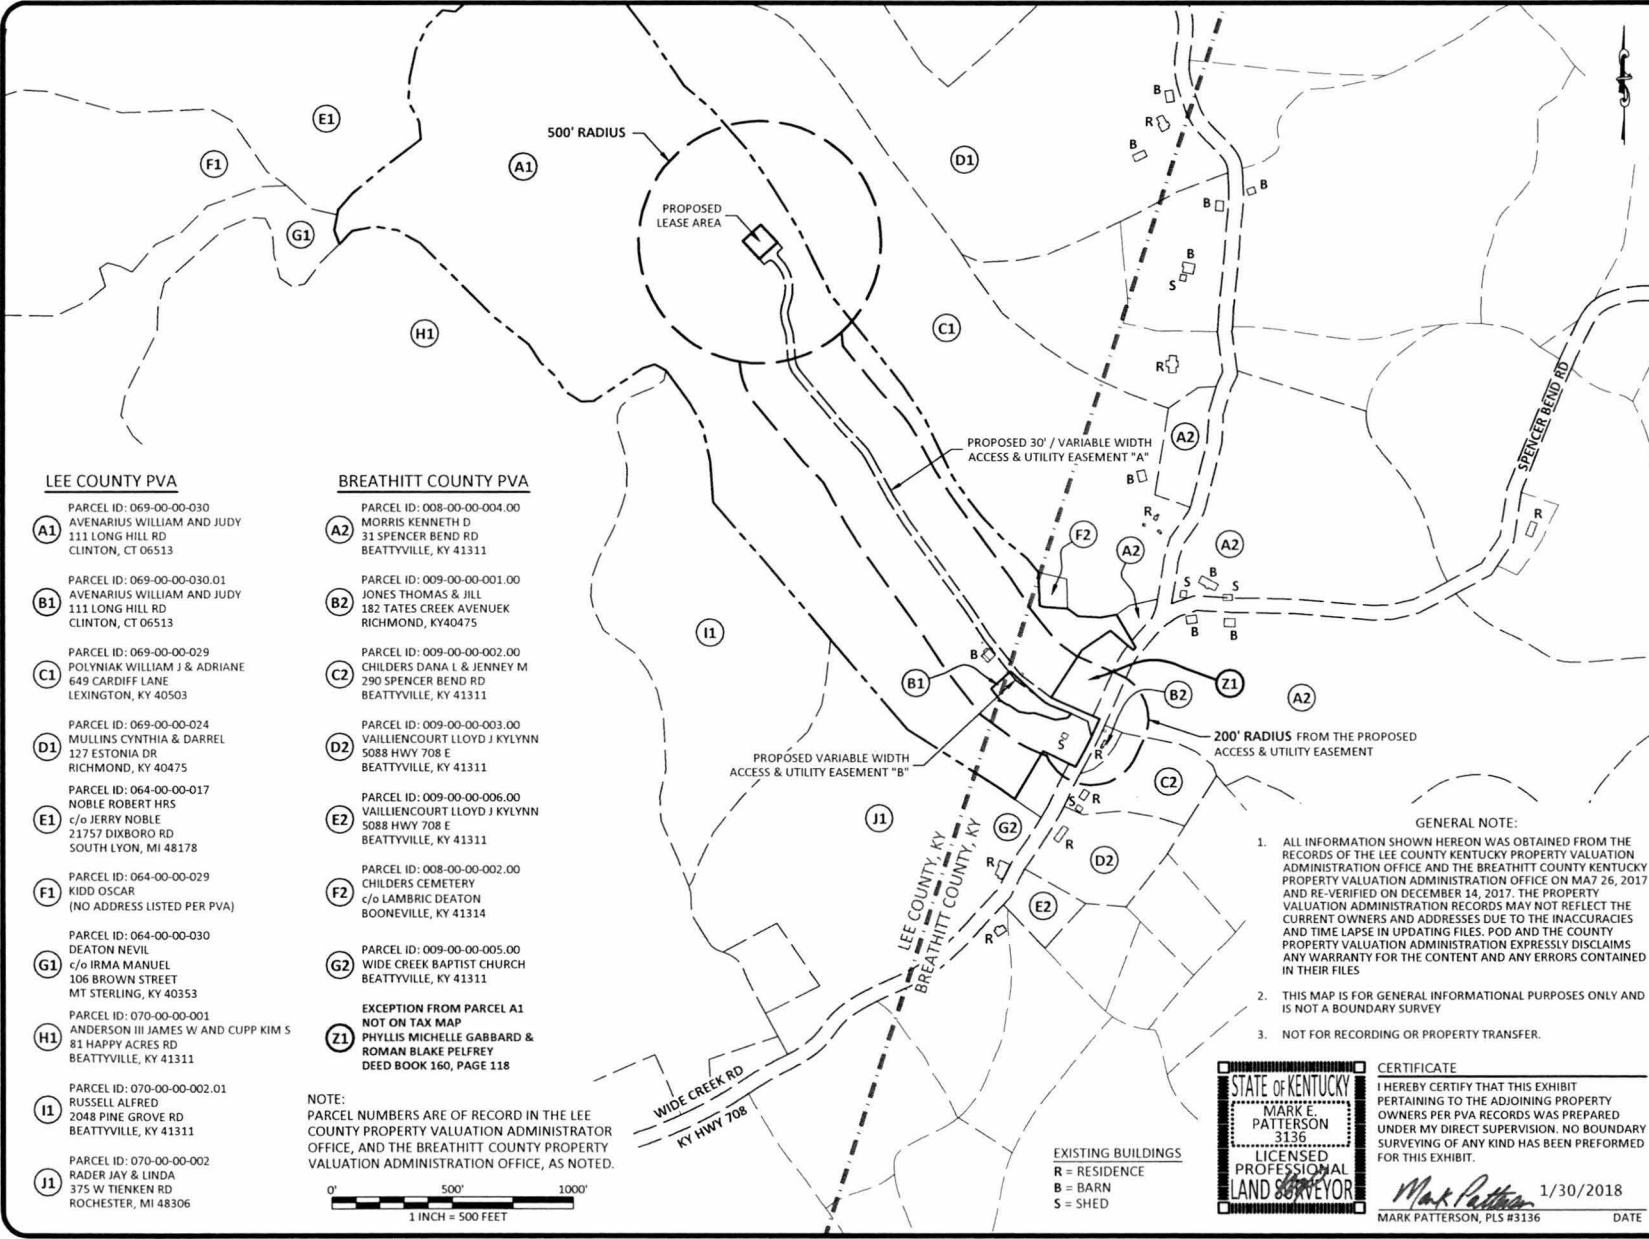 E1
F1
A1
G1
H1
500' RADIUS
PROPOSED
LEASE AREA
D1
C1
B
R
B
B
B
B
S
R
A2
B
R
PROPOSED 30' / VARIABLE WIDTH
ACCESS & UTILITY EASEMENT "A"
SPENCER BEND RD
R
F2
A2
A2
S
B
S
B
B
I1
B
B1
Z1
B2
A2
S
R
200' RADIUS FROM THE PROPOSED
ACCESS & UTILITY EASEMENT
PROPOSED VARIABLE WIDTH
ACCESS & UTILITY EASEMENT "B"
C2
S
R
J1
G2
R
D2
R
E2
R
LEE COUNTY, KY
BREATHITT COUNTY, KY
WIDE CREEK RD
KY HWY 708
LEE COUNTY PVA
A1
PARCEL ID: 069-00-00-030
AVENARIUS WILLIAM AND JUDY
111 LONG HILL RD
CLINTON, CT 06513
B1
PARCEL ID: 069-00-00-030.01
AVENARIUS WILLIAM AND JUDY
111 LONG HILL RD
CLINTON, CT 06513
C1
PARCEL ID: 069-00-00-029
POLYNIAK WILLIAM J & ADRIANE
649 CARDIFF LANE
LEXINGTON, KY 40503
D1
PARCEL ID: 069-00-00-024
MULLINS CYNTHIA & DARREL
127 ESTONIA DR
RICHMOND, KY 40475
E1
PARCEL ID: 064-00-00-017
NOBLE ROBERT HRS
c/o JERRY NOBLE
21757 DIXBORO RD
SOUTH LYON, MI 48178
F1
PARCEL ID: 064-00-00-029
KIDD OSCAR
(NO ADDRESS LISTED PER PVA)
G1
PARCEL ID: 064-00-00-030
DEATON NEVIL
c/o IRMA MANUEL
106 BROWN STREET
MT STERLING, KY 40353
H1
PARCEL ID: 070-00-00-001
ANDERSON III JAMES W AND CUPP KIM S
81 HAPPY ACRES RD
BEATTYVILLE, KY 41311
I1
PARCEL ID: 070-00-00-002.01
RUSSELL ALFRED
2048 PINE GROVE RD
BEATTYVILLE, KY 41311
J1
PARCEL ID: 070-00-00-002
RADER JAY & LINDA
375 W TIENKEN RD
ROCHESTER, MI 48306
BREATHITT COUNTY PVA
A2
PARCEL ID: 008-00-00-004.00
MORRIS KENNETH D
31 SPENCER BEND RD
BEATTYVILLE, KY 41311
B2
PARCEL ID: 009-00-00-001.00
JONES THOMAS & JILL
182 TATES CREEK AVENUEK
RICHMOND, KY40475
C2
PARCEL ID: 009-00-00-002.00
CHILDERS DANA L & JENNEY M
290 SPENCER BEND RD
BEATTYVILLE, KY 41311
D2
PARCEL ID: 009-00-00-003.00
VAILLIENCOURT LLOYD J KYLYNN
5088 HWY 708 E
BEATTYVILLE, KY 41311
E2
PARCEL ID: 009-00-00-006.00
VAILLIENCOURT LLOYD J KYLYNN
5088 HWY 708 E
BEATTYVILLE, KY 41311
F2
PARCEL ID: 008-00-00-002.00
CHILDERS CEMETERY
c/o LAMBRIC DEATON
BOONEVILLE, KY 41314
G2
PARCEL ID: 009-00-00-005.00
WIDE CREEK BAPTIST CHURCH
BEATTYVILLE, KY 41311
Z1
EXCEPTION FROM PARCEL A1
NOT ON TAX MAP
PHYLLIS MICHELLE GABBARD &
ROMAN BLAKE PELFREY
DEED BOOK 160, PAGE 118
NOTE:
PARCEL NUMBERS ARE OF RECORD IN THE LEE
COUNTY PROPERTY VALUATION ADMINISTRATOR
OFFICE, AND THE BREATHITT COUNTY PROPERTY
VALUATION ADMINISTRATION OFFICE, AS NOTED.
0' 500' 1000'
1 INCH = 500 FEET
GENERAL NOTE:
1. ALL INFORMATION SHOWN HEREON WAS OBTAINED FROM THE
RECORDS OF THE LEE COUNTY KENTUCKY PROPERTY VALUATION
ADMINISTRATION OFFICE AND THE BREATHITT COUNTY KENTUCKY
PROPERTY VALUATION ADMINISTRATION OFFICE ON MA7 26, 2017
AND RE-VERIFIED ON DECEMBER 14, 2017. THE PROPERTY
VALUATION ADMINISTRATION RECORDS MAY NOT REFLECT THE
CURRENT OWNERS AND ADDRESSES DUE TO THE INACCURACIES
AND TIME LAPSE IN UPDATING FILES. POD AND THE COUNTY
PROPERTY VALUATION ADMINISTRATION EXPRESSLY DISCLAIMS
ANY WARRANTY FOR THE CONTENT AND ANY ERRORS CONTAINED
IN THEIR FILES
2. THIS MAP IS FOR GENERAL INFORMATIONAL PURPOSES ONLY AND
IS NOT A BOUNDARY SURVEY
3. NOT FOR RECORDING OR PROPERTY TRANSFER.
EXISTING BUILDINGS
R = RESIDENCE
B = BARN
S = SHED
STATE OF KENTUCKY
MARK E.
PATTERSON
3136
LICENSED
PROFESSIONAL
LAND SURVEYOR
CERTIFICATE
I HEREBY CERTIFY THAT THIS EXHIBIT
PERTAINING TO THE ADJOINING PROPERTY
OWNERS PER PVA RECORDS WAS PREPARED
UNDER MY DIRECT SUPERVISION. NO BOUNDARY
SURVEYING OF ANY KIND HAS BEEN PREFORMED
FOR THIS EXHIBIT.
Mark Patterson 1/30/2018
MARK PATTERSON, PLS #3136 DATE